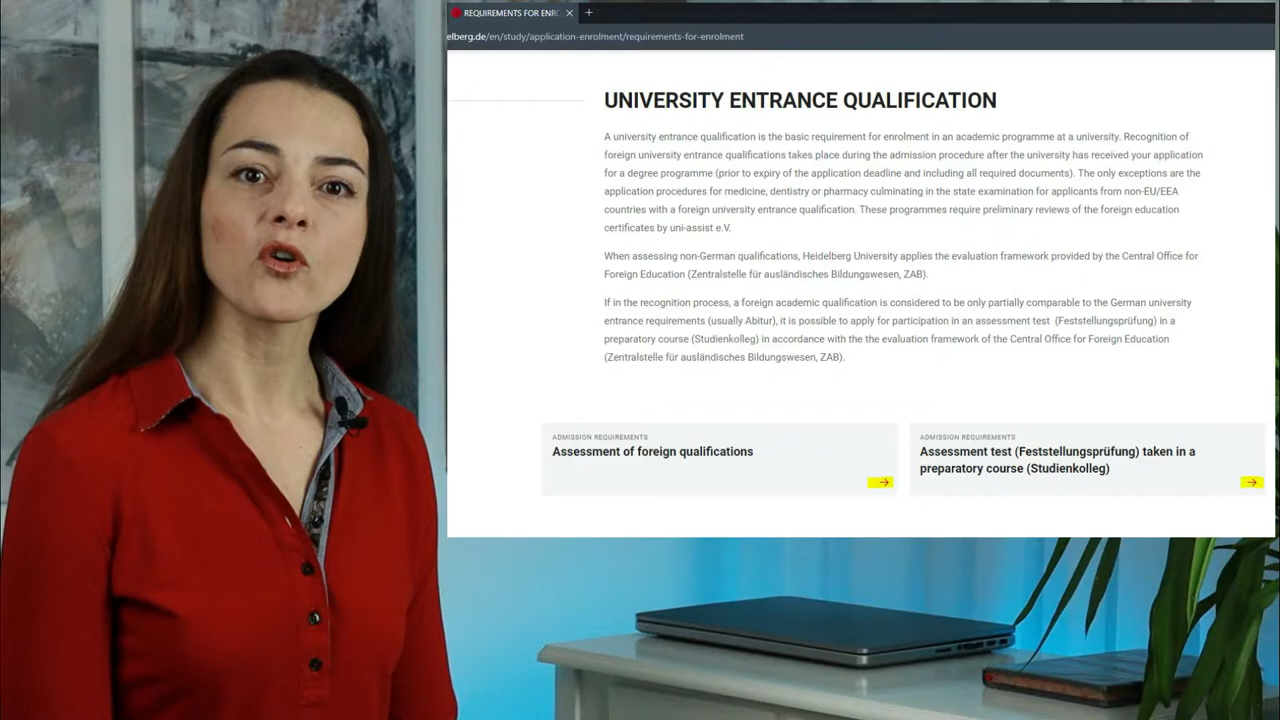 REQUIREMENTS FOR ENRO
elberg.de/en/study/application-enrolment/requirements-for-enrolment
UNIVERSITY ENTRANCE QUALIFICATION
A university entrance qualification is the basic requirement for enrolment in an academic programme at a university. Recognition of
foreign university entrance qualifications takes place during the admission procedure after the university has received your application
for a degree programme (prior to expiry of the application deadline and including all required documents). The only exceptions are the
application procedures for medicine, dentistry or pharmacy culminating in the state examination for applicants from non-EU/EEA
countries with a foreign university entrance qualification. These programmes require preliminary reviews of the foreign education
certificates by uni-assist e.V.
When assessing non-German qualifications, Heidelberg University applies the evaluation framework provided by the Central Office for
Foreign Education (Zentralstelle für ausländisches Bildungswesen, ZAB).
If in the recognition process, a foreign academic qualification is considered to be only partially comparable to the German university
entrance requirements (usually Abitur), it is possible to apply for participation in an assessment test (Feststellungsprüfung) in a
preparatory course (Studienkolleg) in accordance with the the evaluation framework of the Central Office for Foreign Education
(Zentralstelle für ausländisches Bildungswesen, ZAB).
ADMISSION REQUIREMENTS
Assessment of foreign qualifications
ADMISSION REQUIREMENTS
Assessment test (Feststellungsprüfung) taken in a
preparatory course (Studienkolleg)